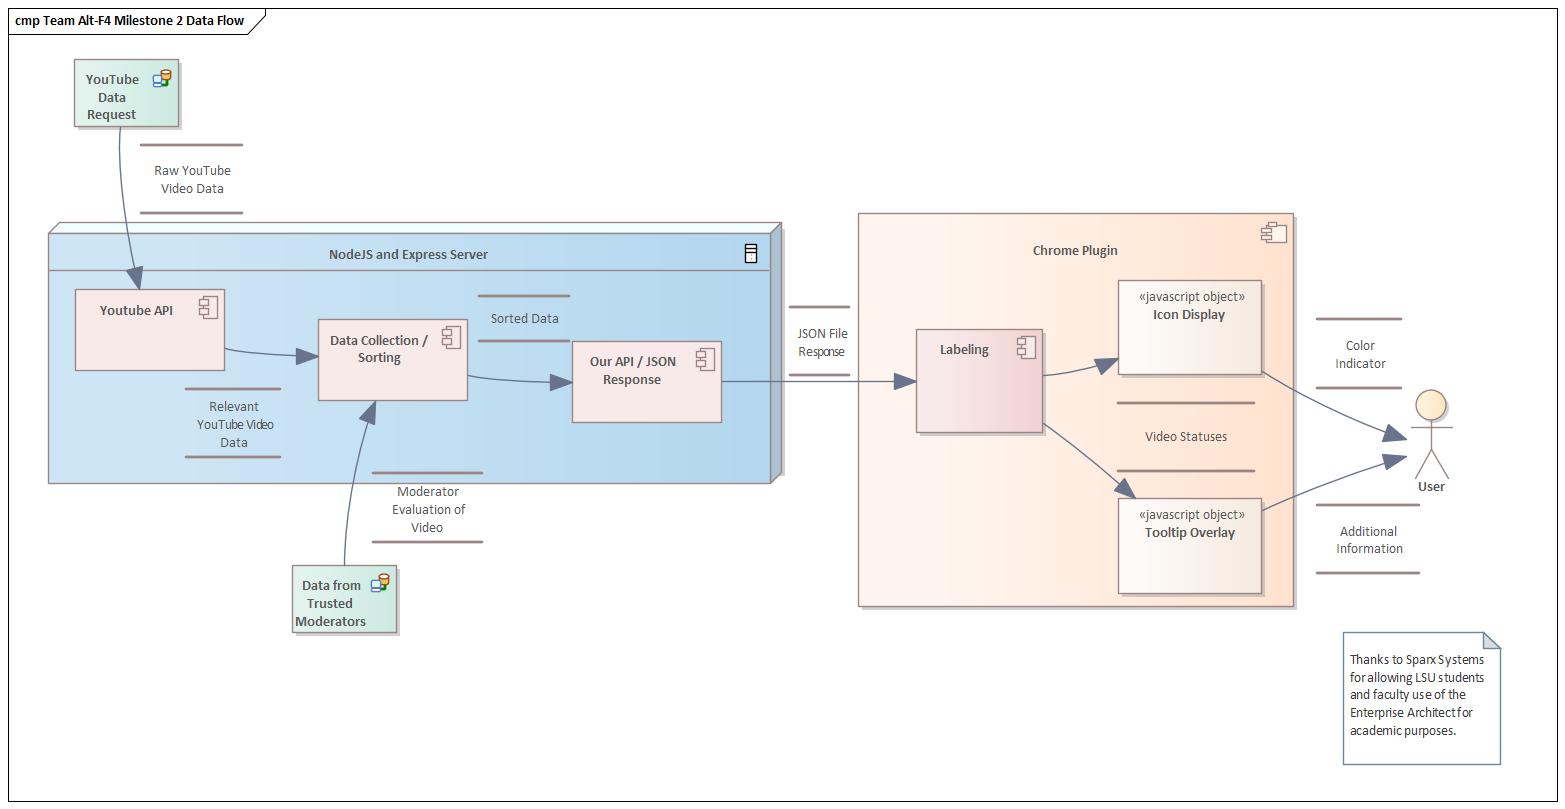 cmp Team Alt-F4 Milestone 2 Data Flow
YouTube
Data
Request
Raw YouTube
Video Data
NodeJS and Express Server
Youtube API
Relevant
YouTube Video
Data
Data Collection /
Sorting
Sorted Data
Our API / JSON
Response
Moderator
Evaluation of
Video
Data from
Trusted
Moderators
JSON File
Response
Chrome Plugin
Labeling
«javascript object»
Icon Display
Video Statuses
«javascript object»
Tooltip Overlay
Color
Indicator
User
Additional
Information
Thanks to Sparx Systems
for allowing LSU students
and faculty use of the
Enterprise Architect for
academic purposes.